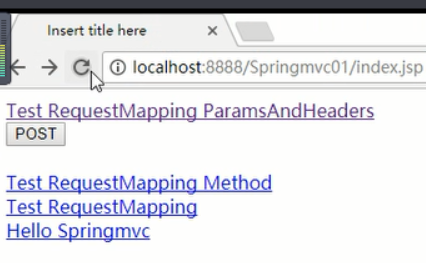 Insert title here
localhost:8888/Springmvc01/index.jsp
Test RequestMapping ParamsAndHeaders
POST
Test RequestMapping Method
Test RequestMapping
Hello Springmvc